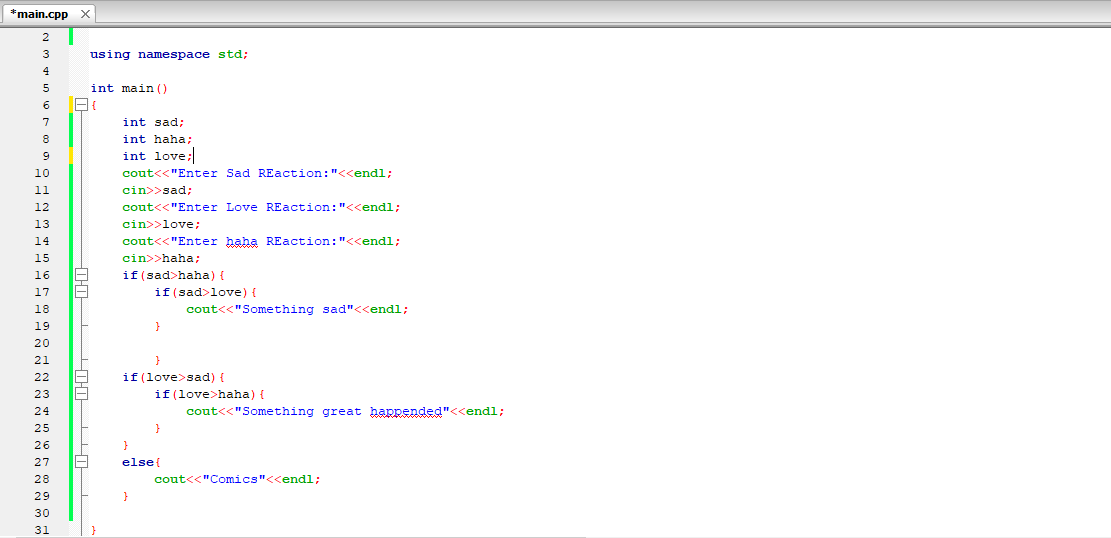 *main.cpp ×
2
3 using namespace std;
4
5 int main()
6 {
7 int sad;
8 int haha;
9 int love;
10 cout<<"Enter Sad REaction:"<<endl;
11 cin>>sad;
12 cout<<"Enter Love REaction:"<<endl;
13 cin>>love;
14 cout<<"Enter haha REaction:"<<endl;
15 cin>>haha;
16 if(sad>haha){
17 if(sad>love){
18 cout<<"Something sad"<<endl;
19 }
20
21 }
22 if(love>sad){
23 if(love>haha){
24 cout<<"Something great happended"<<endl;
25 }
26 }
27 else{
28 cout<<"Comics"<<endl;
29 }
30
31 }